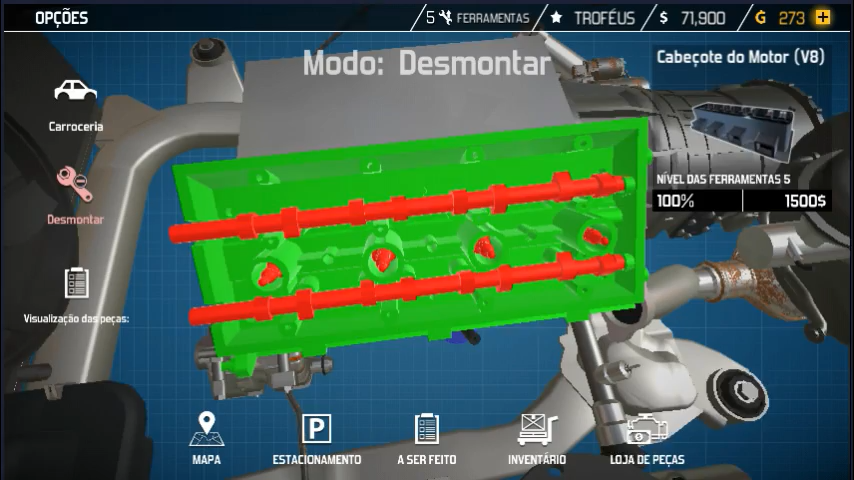 OPÇÕES
5 FERRAMENTAS
TROFÉUS
$ 71,900
G 273 +
Modo: Desmontar
Cabeçote do Motor (V8)
Carroceria
NÍVEL DAS FERRAMENTAS 5
100%
1500$
Desmontar
Visualização das peças:
P
MAPA
ESTACIONAMENTO
A SER FEITO
INVENTÁRIO
LOJA DE PEÇAS